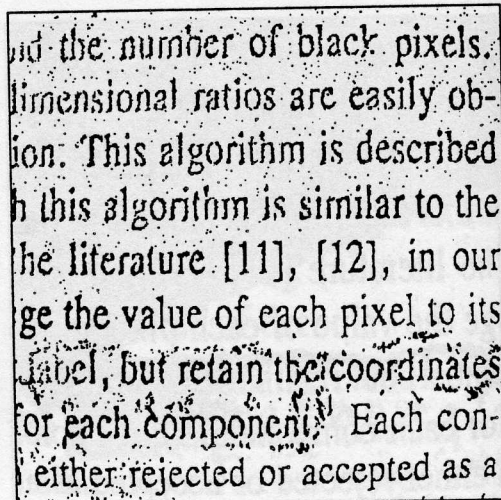 the number of black pixels.
dimensional ratios are easily ob-
ion. This algorithm is described
h this algorithm is similar to the
he literature [11], [12], in our
ge the value of each pixel to its
label, but retain the coordinates
for each component. Each con-
either rejected or accepted as a